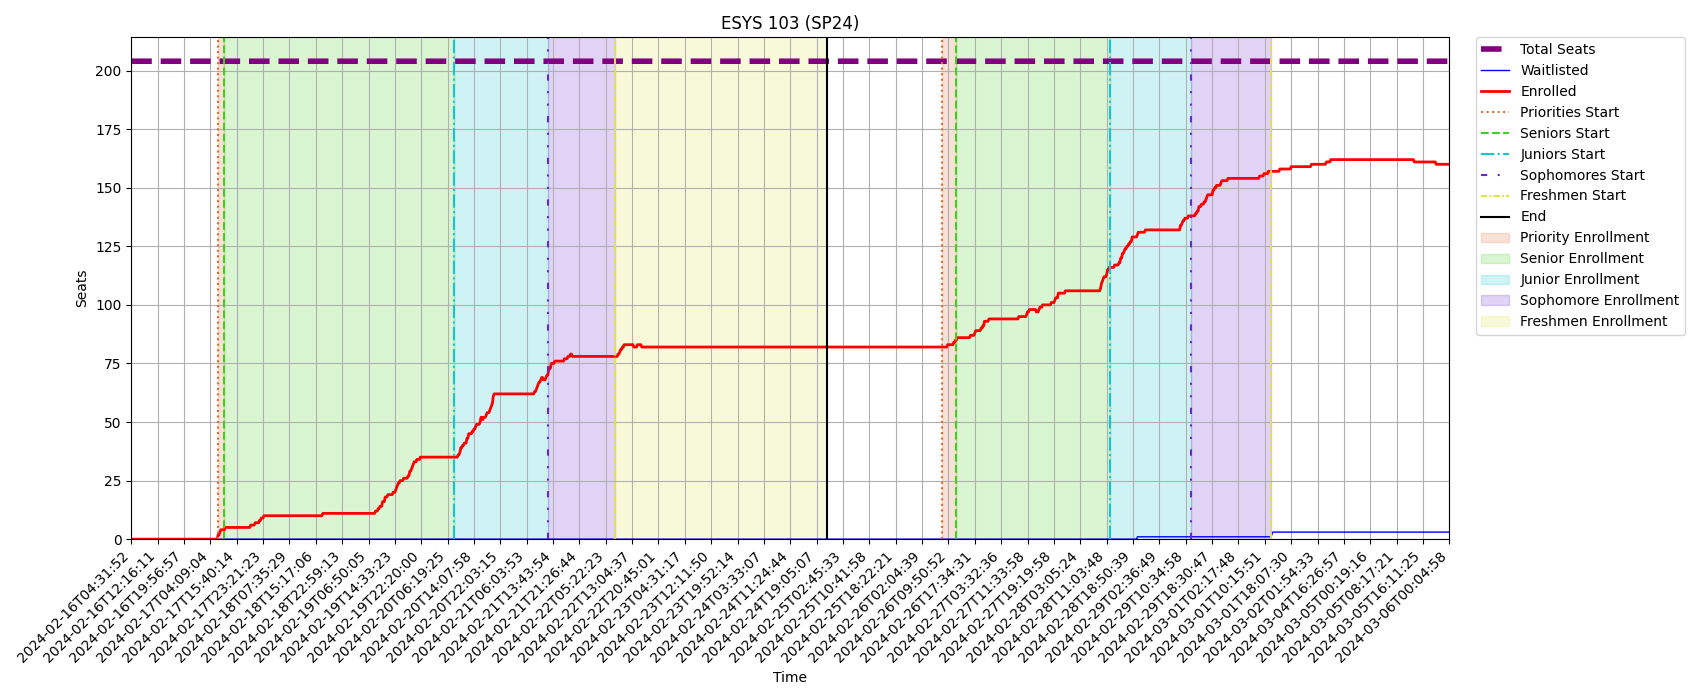 ESYS 103 (SP24)
Seats
200
175
150
125
100
75
50
25
0
2024-02-16T04:31:52
2024-02-16T12:16:11
2024-02-16T19:56:57
2024-02-17T04:09:04
2024-02-17T15:40:14
2024-02-17T23:21:23
2024-02-18T07:35:29
2024-02-18T15:17:06
2024-02-18T22:59:13
2024-02-19T06:50:05
2024-02-19T14:33:23
2024-02-19T22:20:00
2024-02-20T06:19:25
2024-02-20T14:07:58
2024-02-20T22:03:15
2024-02-21T06:03:53
2024-02-21T13:43:54
2024-02-21T21:26:44
2024-02-22T05:22:23
2024-02-22T13:04:37
2024-02-22T20:45:01
2024-02-23T04:31:17
2024-02-23T12:11:50
2024-02-23T19:52:14
2024-02-24T03:33:07
2024-02-24T11:24:44
2024-02-24T19:05:07
2024-02-25T02:45:33
2024-02-25T10:41:58
2024-02-25T18:22:21
2024-02-26T02:04:39
2024-02-26T09:50:52
2024-02-26T17:34:31
2024-02-27T03:32:36
2024-02-27T11:33:58
2024-02-27T19:19:58
2024-02-28T03:05:24
2024-02-28T11:03:48
2024-02-28T18:50:39
2024-02-29T02:36:49
2024-02-29T10:34:58
2024-02-29T18:30:47
2024-03-01T02:17:48
2024-03-01T10:15:51
2024-03-01T18:07:30
2024-03-02T01:54:33
2024-03-04T16:26:57
2024-03-05T00:19:16
2024-03-05T08:17:21
2024-03-05T16:11:25
2024-03-06T00:04:58
Time
Total Seats
Waitlisted
Enrolled
Priorities Start
Seniors Start
Juniors Start
Sophomores Start
Freshmen Start
End
Priority Enrollment
Senior Enrollment
Junior Enrollment
Sophomore Enrollment
Freshmen Enrollment